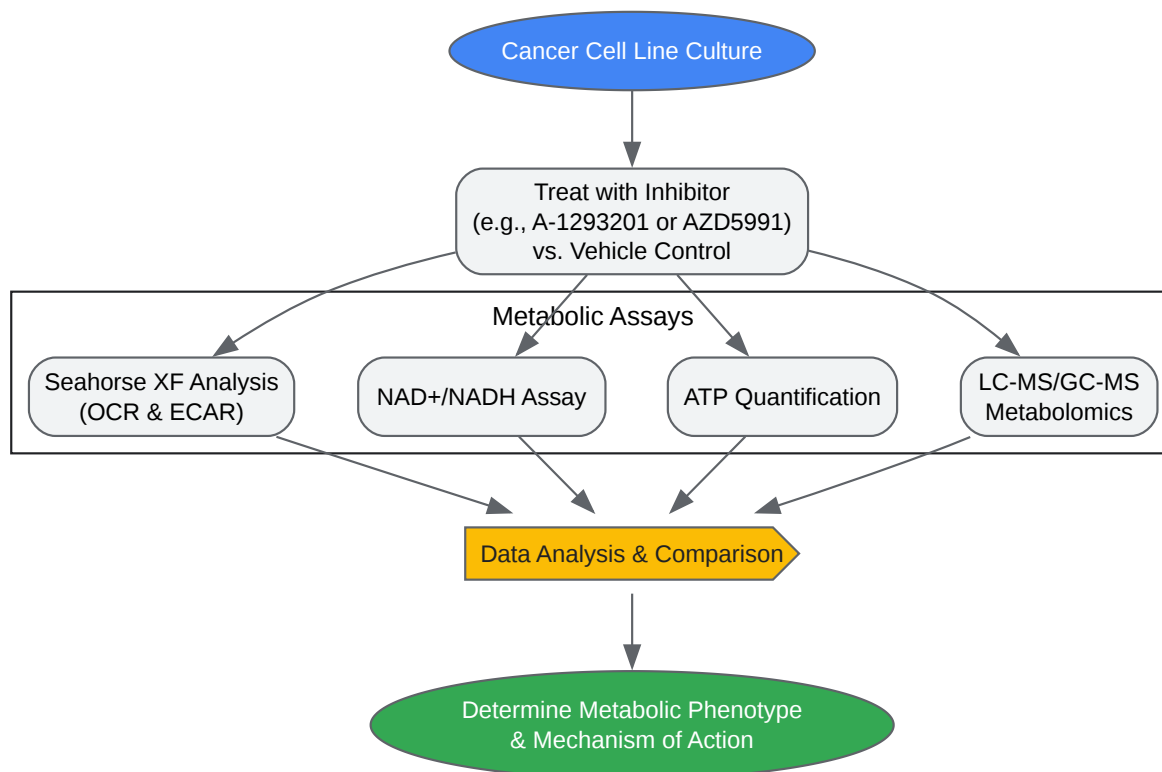 Cancer Cell Line Culture
Treat with Inhibitor
(e.g., A-1293201 or AZD5991)
vs. Vehicle Control
Metabolic Assays
Seahorse XF Analysis
(OCR & ECAR)
NAD+/NADH Assay
ATP Quantification
LC-MS/GC-MS
Metabolomics
Data Analysis & Comparison
Determine Metabolic Phenotype
& Mechanism of Action